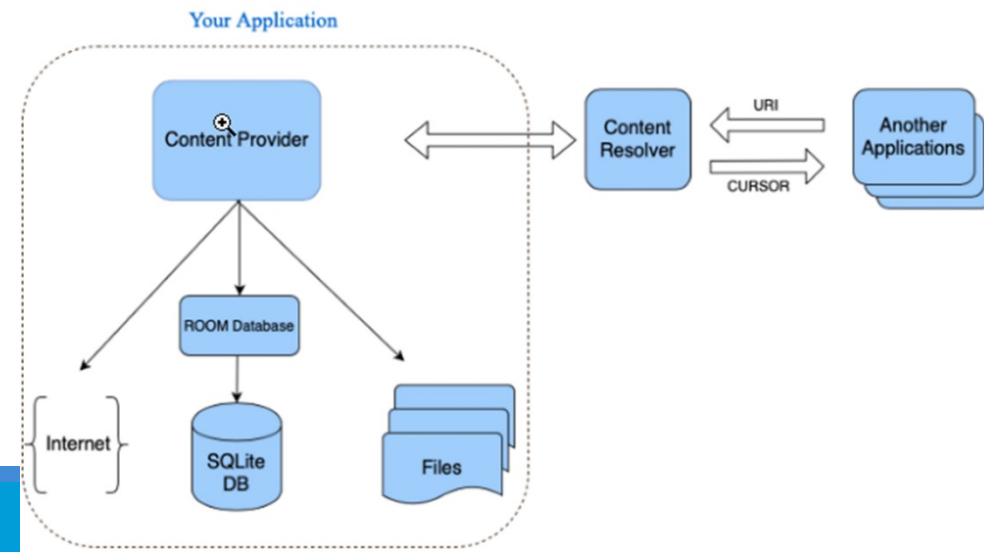 Your Application
Content Provider
Content
Resolver
URI
CURSOR
Another
Applications
ROOM Database
Internet
SQLite
DB
Files